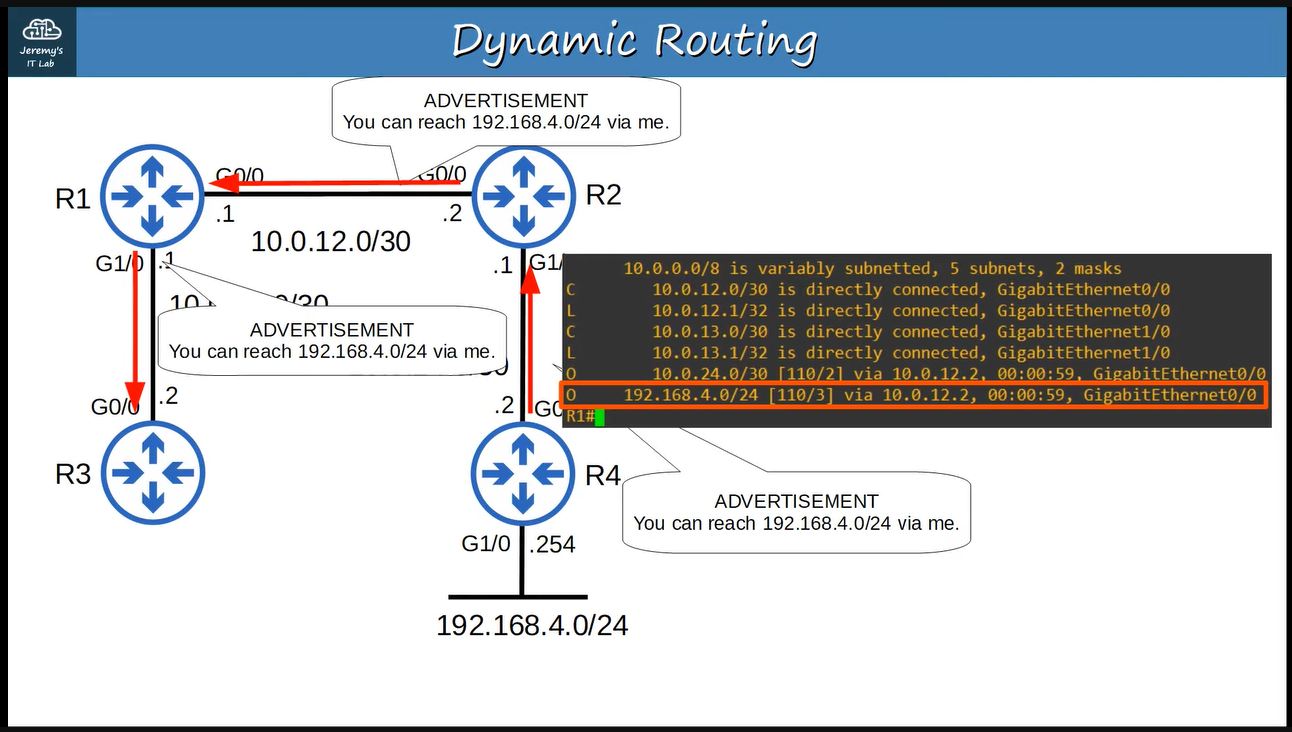 Jeremy's
IT Lab
Dynamic Routing
ADVERTISEMENT
You can reach 192.168.4.0/24 via me.
R1
G0/0
G0/0
R2
.1
.2
10.0.12.0/30
G1/0
.1
.1
G1/
ADVERTISEMENT
You can reach 192.168.4.0/24 via me.
10.0.0.0/8 is variably subnetted, 5 subnets, 2 masks
C 10.0.12.0/30 is directly connected, GigabitEthernet0/0
L 10.0.12.1/32 is directly connected, GigabitEthernet0/0
C 10.0.13.0/30 is directly connected, GigabitEthernet1/0
L 10.0.13.1/32 is directly connected, GigabitEthernet1/0
O 10.0.24.0/30 [110/2] via 10.0.12.2, 00:00:59, GigabitEthernet0/0
O 192.168.4.0/24 [110/3] via 10.0.12.2, 00:00:59, GigabitEthernet0/0
R1#
G0/0
.2
.2
R3
R4
ADVERTISEMENT
You can reach 192.168.4.0/24 via me.
G1/0
.254
192.168.4.0/24